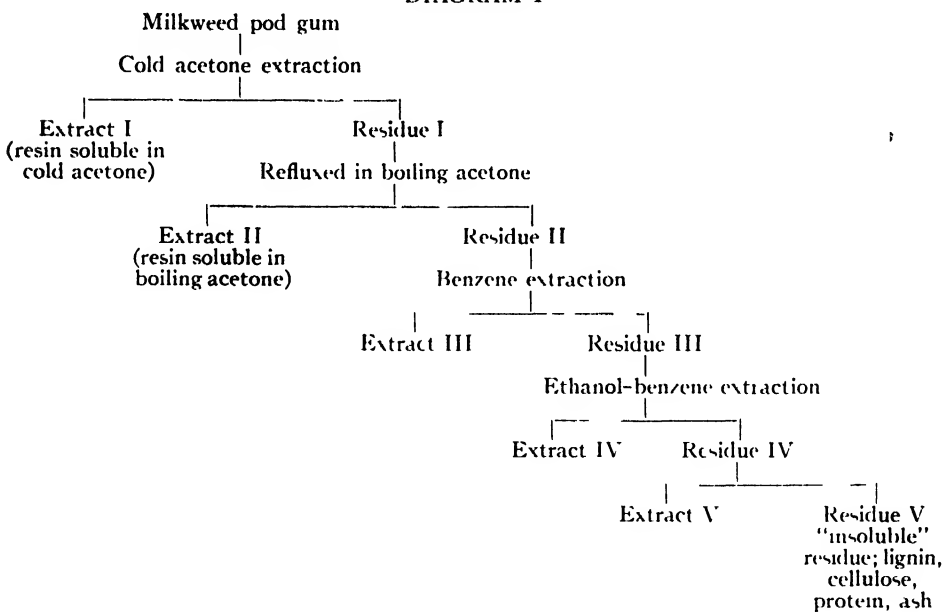 Milkweed pod gum
Cold acetone extraction
Extract I
(resin soluble in
cold acetone)
Residue I
Refluxed in boiling acetone
Extract II
(resin soluble in
boiling acetone)
Residue II
Benzene extraction
Extract III
Residue III
Ethanol-benzene extraction
Extract IV
Residue IV
Extract V
Residue V
"insoluble"
residue; lignin,
cellulose,
protein, ash